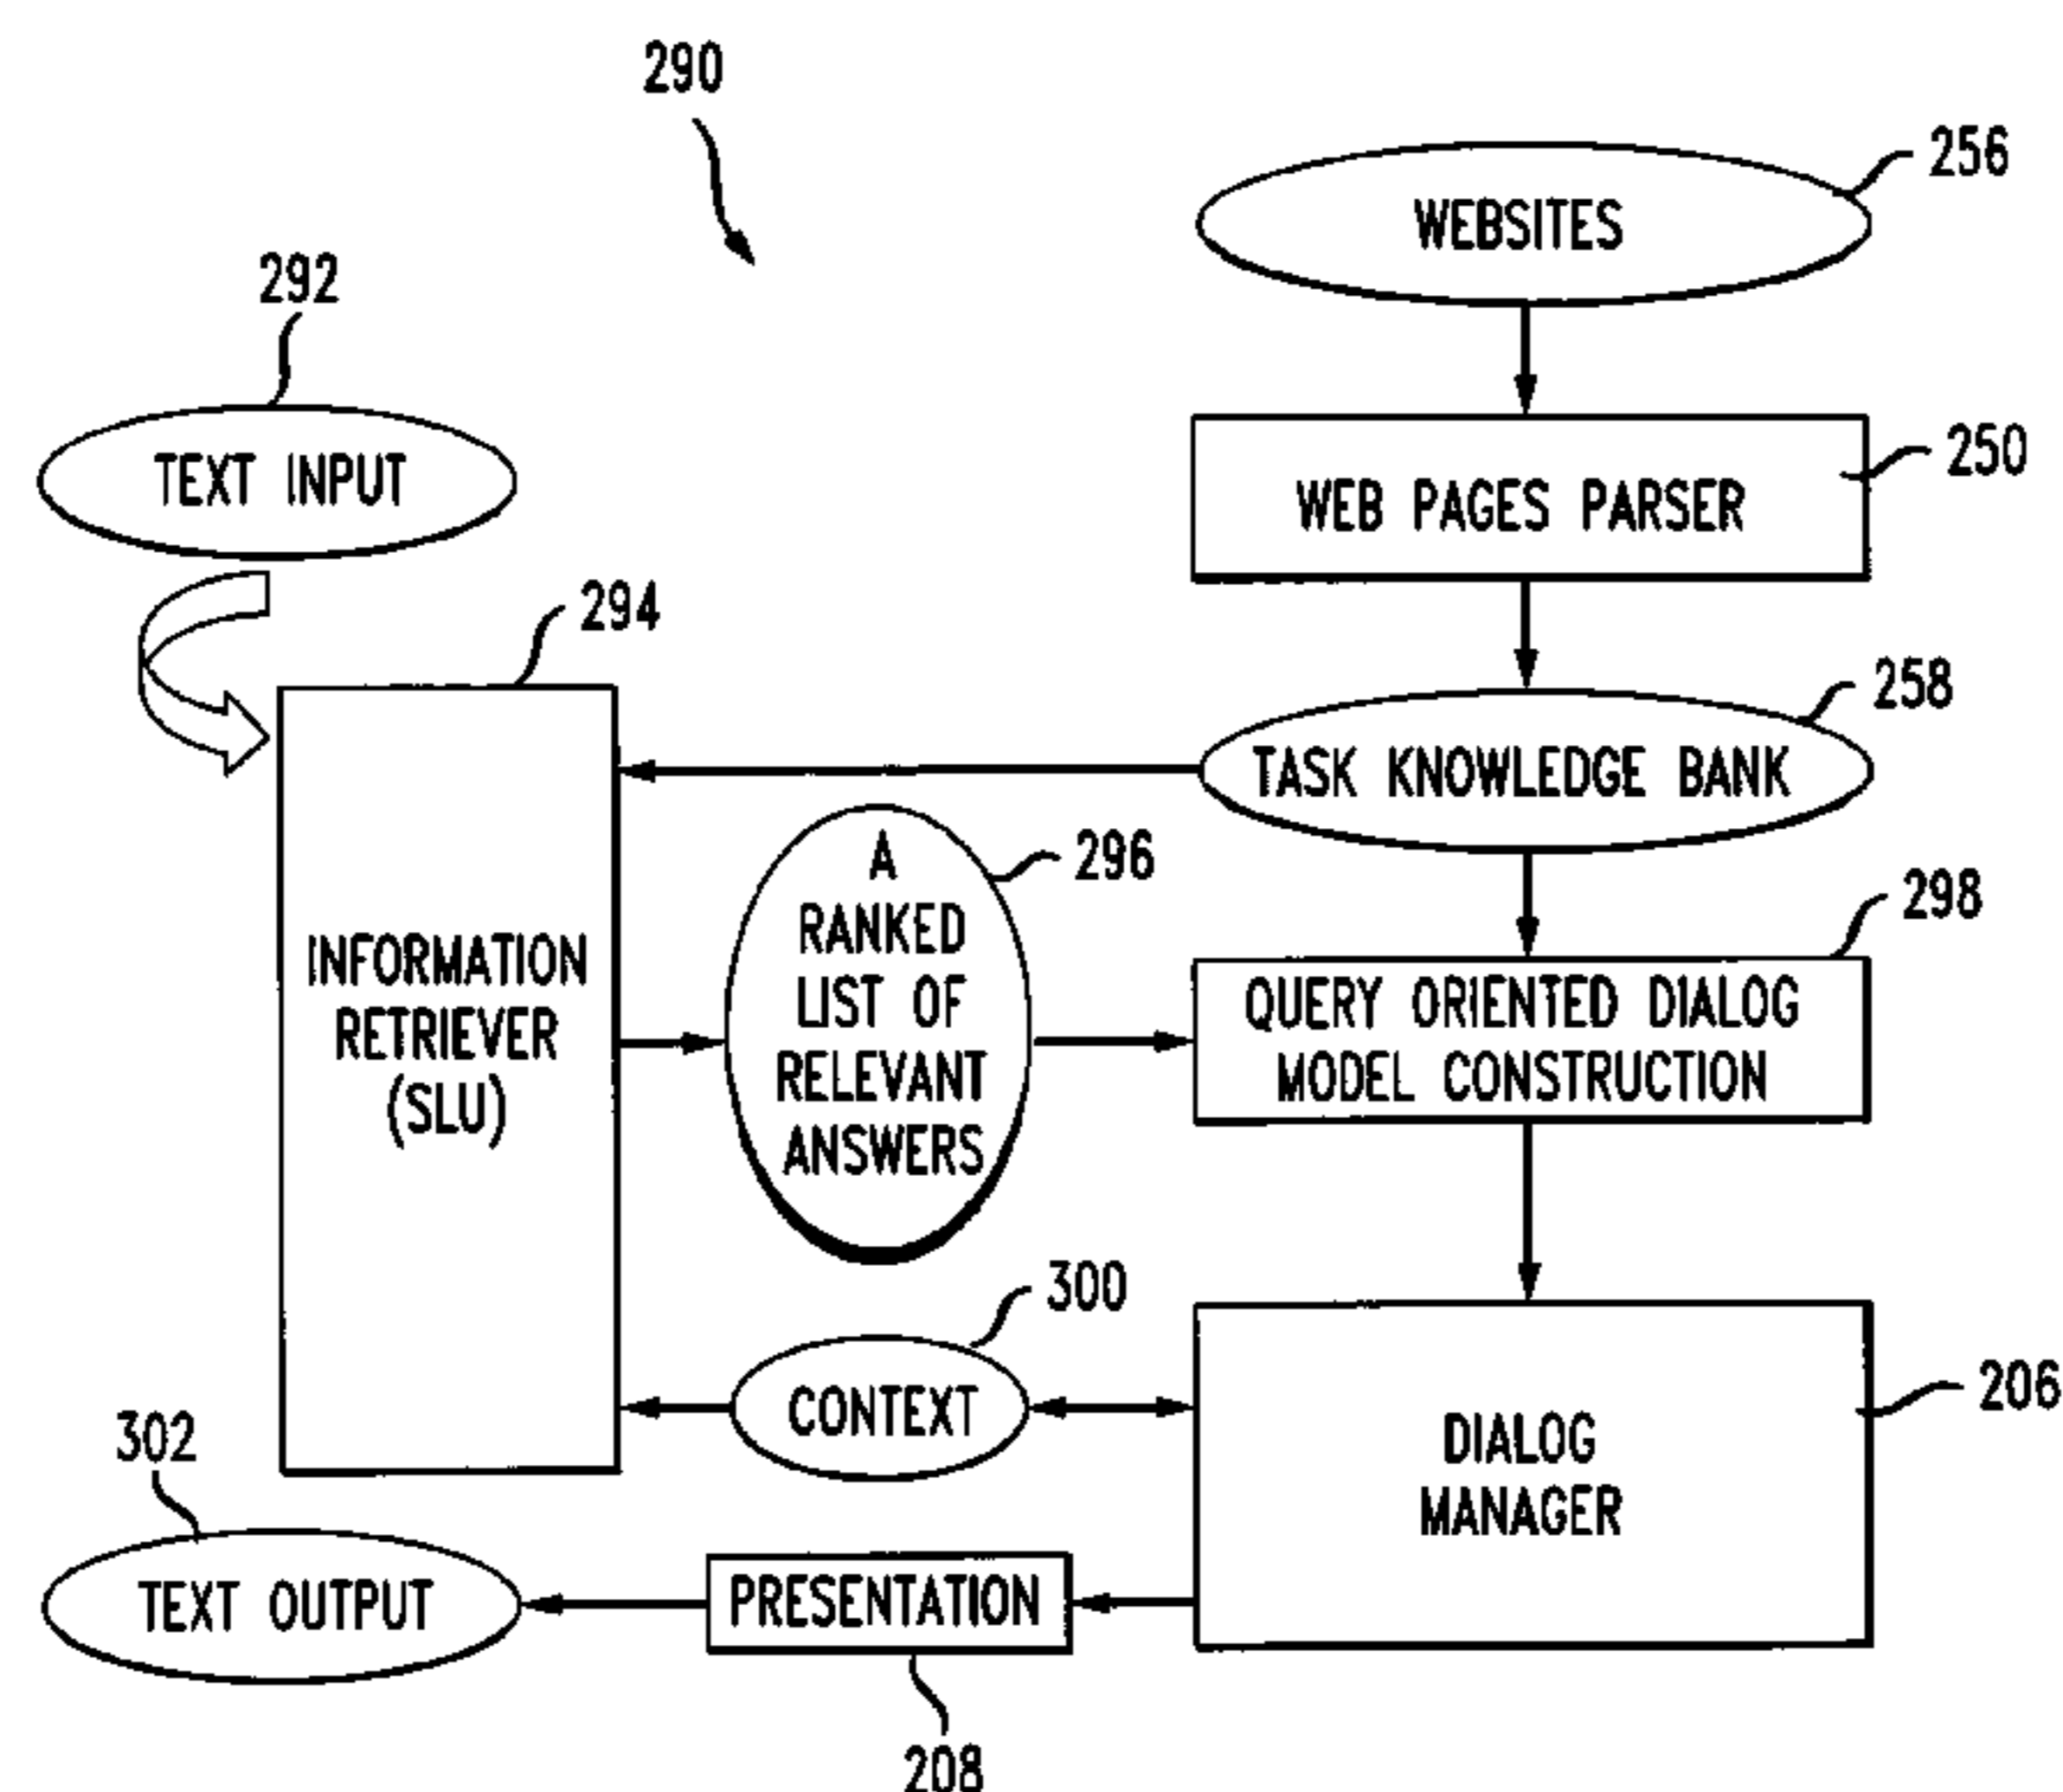 290
256
WEBSITES
292
TEXT INPUT
250
WEB PAGES PARSER
294
258
TASK KNOWLEDGE BANK
INFORMATION
RETRIEVER
(SLU)
296
A
RANKED
LIST OF
RELEVANT
ANSWERS
298
QUERY ORIENTED DIALOG
MODEL CONSTRUCTION
300
CONTEXT
206
DIALOG
MANAGER
302
TEXT OUTPUT
PRESENTATION
208